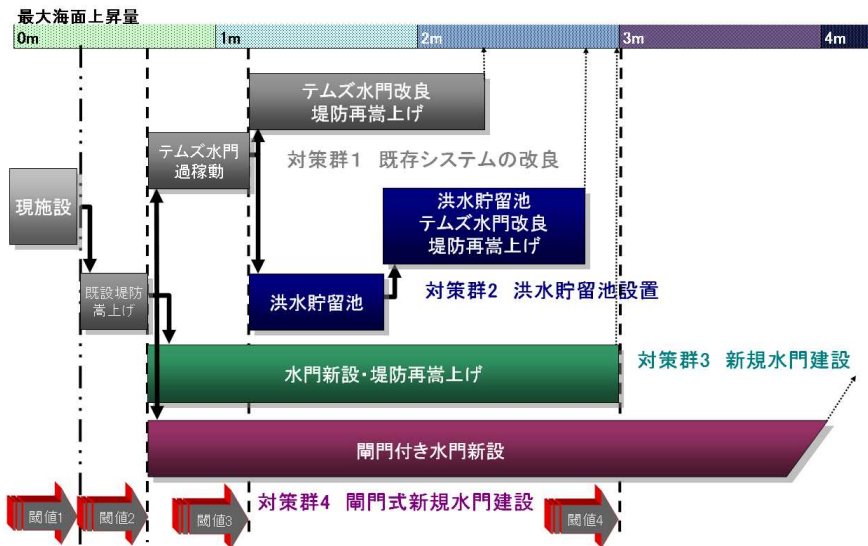 最大海面上昇量
0m 1m 2m 3m 4m
テムズ水門改良
堤防再嵩上げ
テムズ水門
過稼動
対策群1 既存システムの改良
現施設
洪水貯留池
テムズ水門改良
堤防再嵩上げ
既設堤防
嵩上げ
洪水貯留池
対策群2 洪水貯留池設置
水門新設・堤防再嵩上げ
対策群3 新規水門建設
閘門付き水門新設
対策群4 閘門式新規水門建設
閾値1 閾値2 閾値3 閾値4